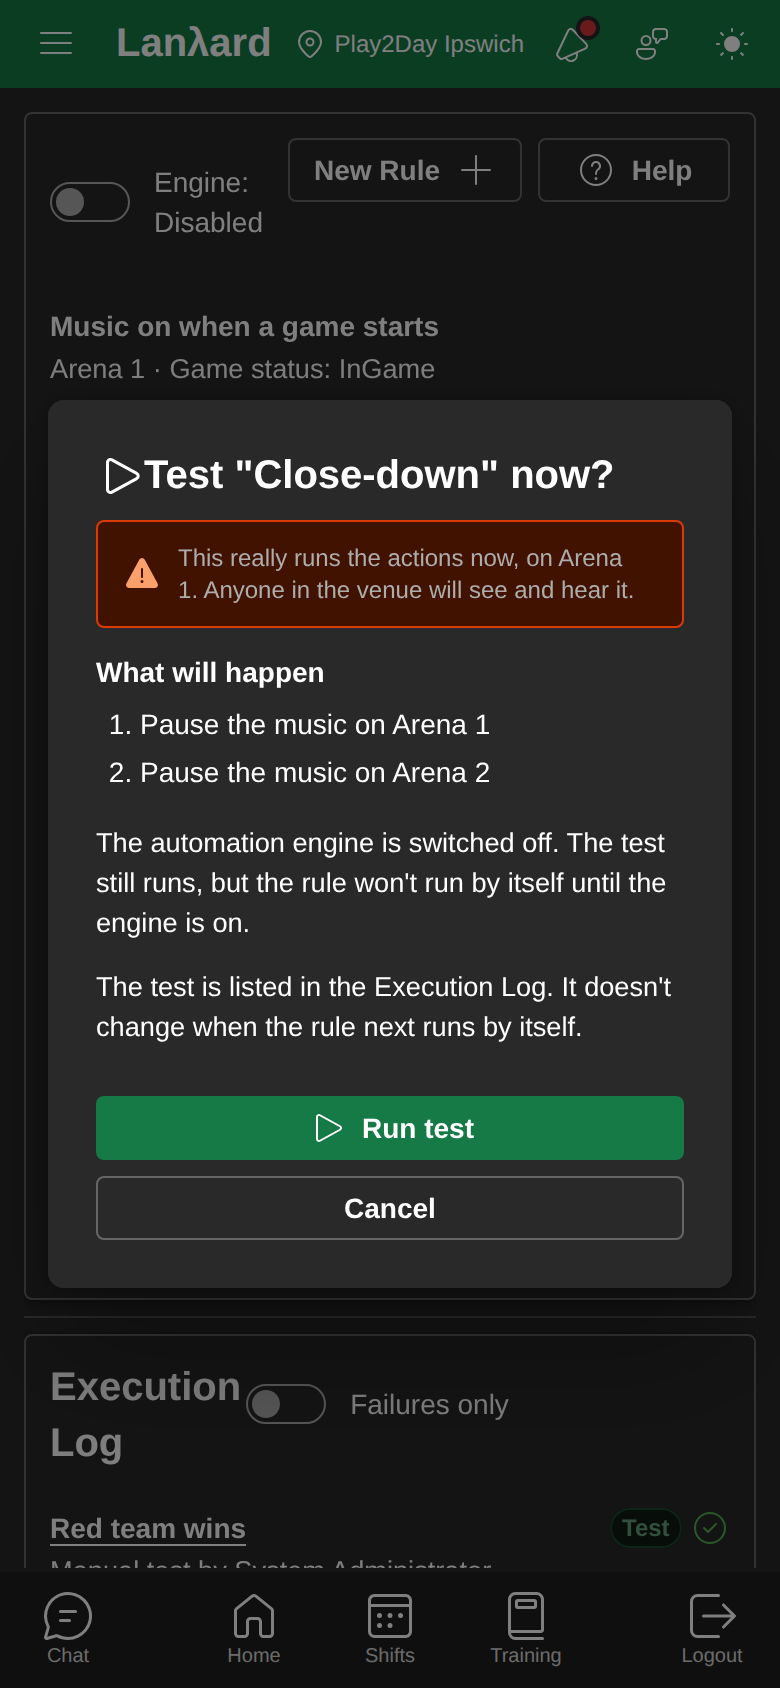 Lanλard
Play2Day Ipswich
Engine:
Disabled
New Rule
Help
Music on when a game starts
Arena 1 · Game status: InGame
Test "Close-down" now?
This really runs the actions now, on Arena
1. Anyone in the venue will see and hear it.
What will happen
1. Pause the music on Arena 1
2. Pause the music on Arena 2
The automation engine is switched off. The test
still runs, but the rule won't run by itself until the
engine is on.
The test is listed in the Execution Log. It doesn't
change when the rule next runs by itself.
Run test
Cancel
Execution
Log
Failures only
Red team wins
Test
Manual test by System Administrator
Chat
Home
Shifts
Training
Logout